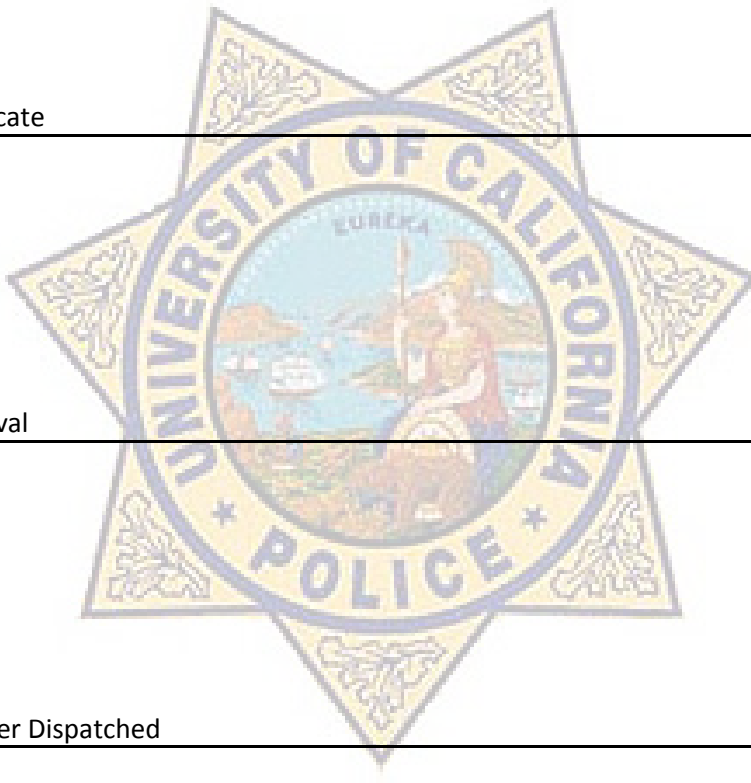 cate
UNIVERSITY OF CALIFORNIA
EUREKA
val
* POLICE *
er Dispatched